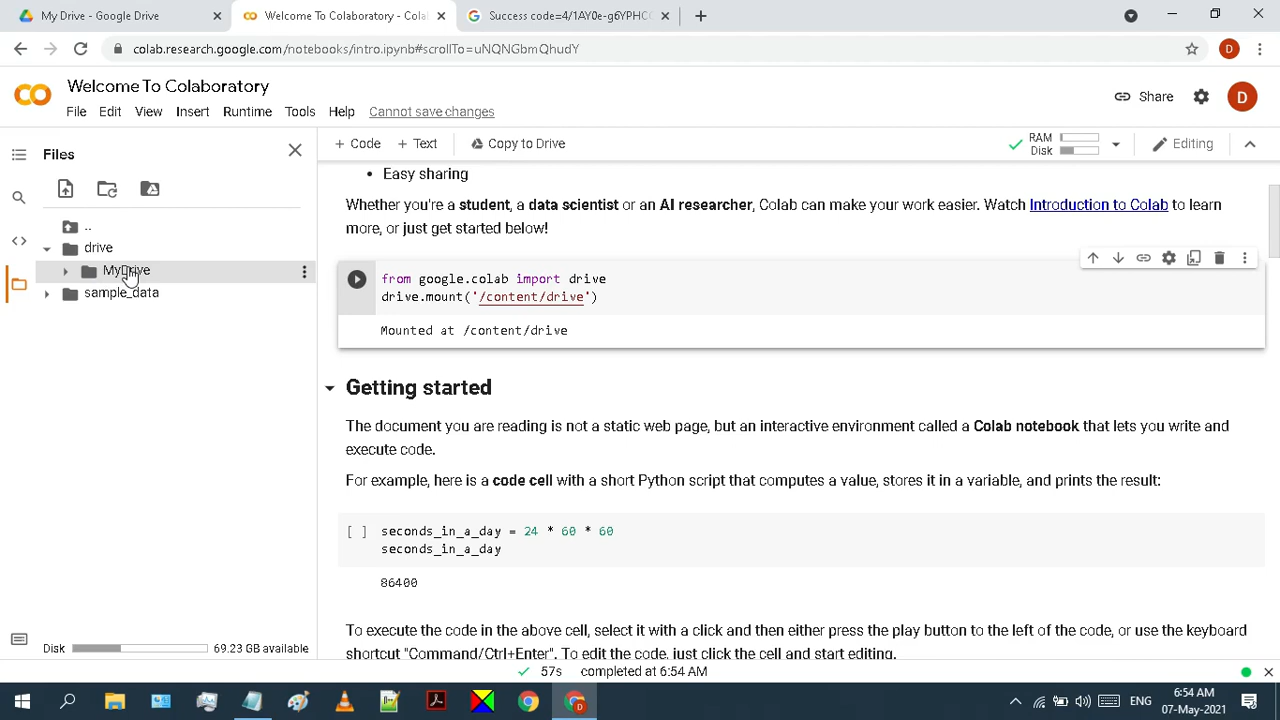 My Drive - Google Drive
Welcome To Colaboratory - Cola
Success code=4/1AY0e-g6YPHCC
colab.research.google.com/notebooks/intro.ipynb#scrollTo=uNQNGbmQhudY
D
Welcome To Colaboratory
File Edit View Insert Runtime Tools Help Cannot save changes
Share
D
Files
+ Code + Text Copy to Drive
RAM
Disk
Editing
..
drive
MyDrive
sample_data
• Easy sharing
Whether you're a student, a data scientist or an AI researcher, Colab can make your work easier. Watch Introduction to Colab to learn
more, or just get started below!
from google.colab import drive
drive.mount('/content/drive')
Mounted at /content/drive
Getting started
The document you are reading is not a static web page, but an interactive environment called a Colab notebook that lets you write and
execute code.
For example, here is a code cell with a short Python script that computes a value, stores it in a variable, and prints the result:
[ ] seconds_in_a_day = 24 * 60 * 60
seconds_in_a_day
86400
To execute the code in the above cell, select it with a click and then either press the play button to the left of the code, or use the keyboard
shortcut "Command/Ctrl+Enter". To edit the code, just click the cell and start editing.
Disk 69.23 GB available
57s completed at 6:54 AM
D
ENG
6:54 AM
07-May-2021